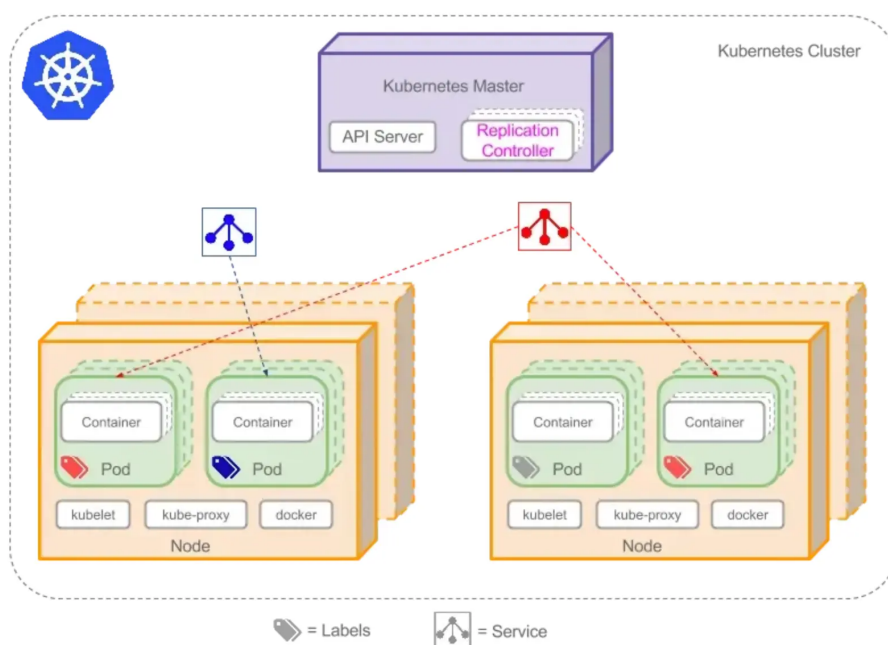 Kubernetes Cluster
Kubernetes Master
API Server
Replication
Controller
Container
Container
Pod
Pod
kubelet
kube-proxy
docker
Node
Container
Container
Pod
Pod
kubelet
kube-proxy
docker
Node
= Labels
= Service